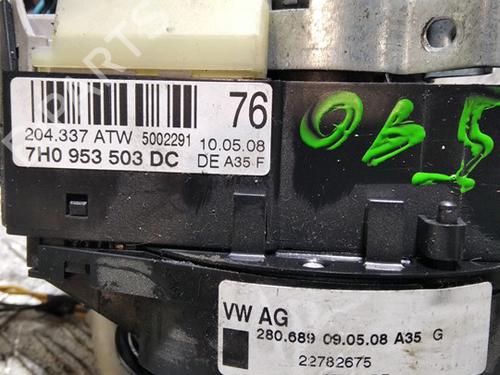 76
204.337 ATW 5002291 10.05.08
7H0 953 503 DC DE A35 F
OB5
VW AG
280.689 09.05.08 A35 G
22782675